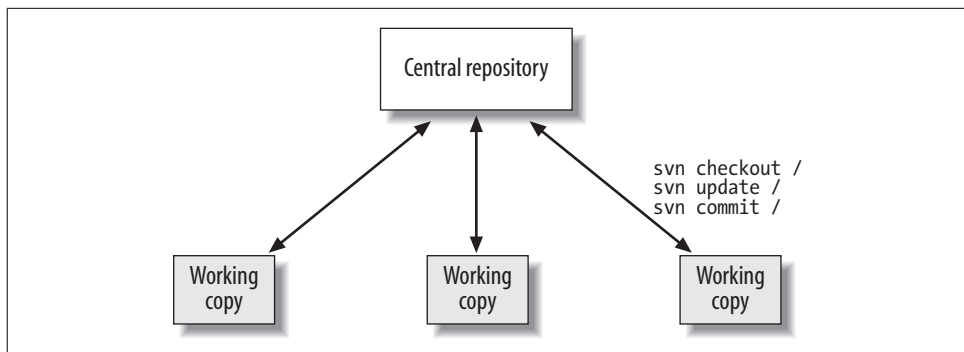 Central repository
svn checkout /
svn update /
svn commit /
Working
copy
Working
copy
Working
copy